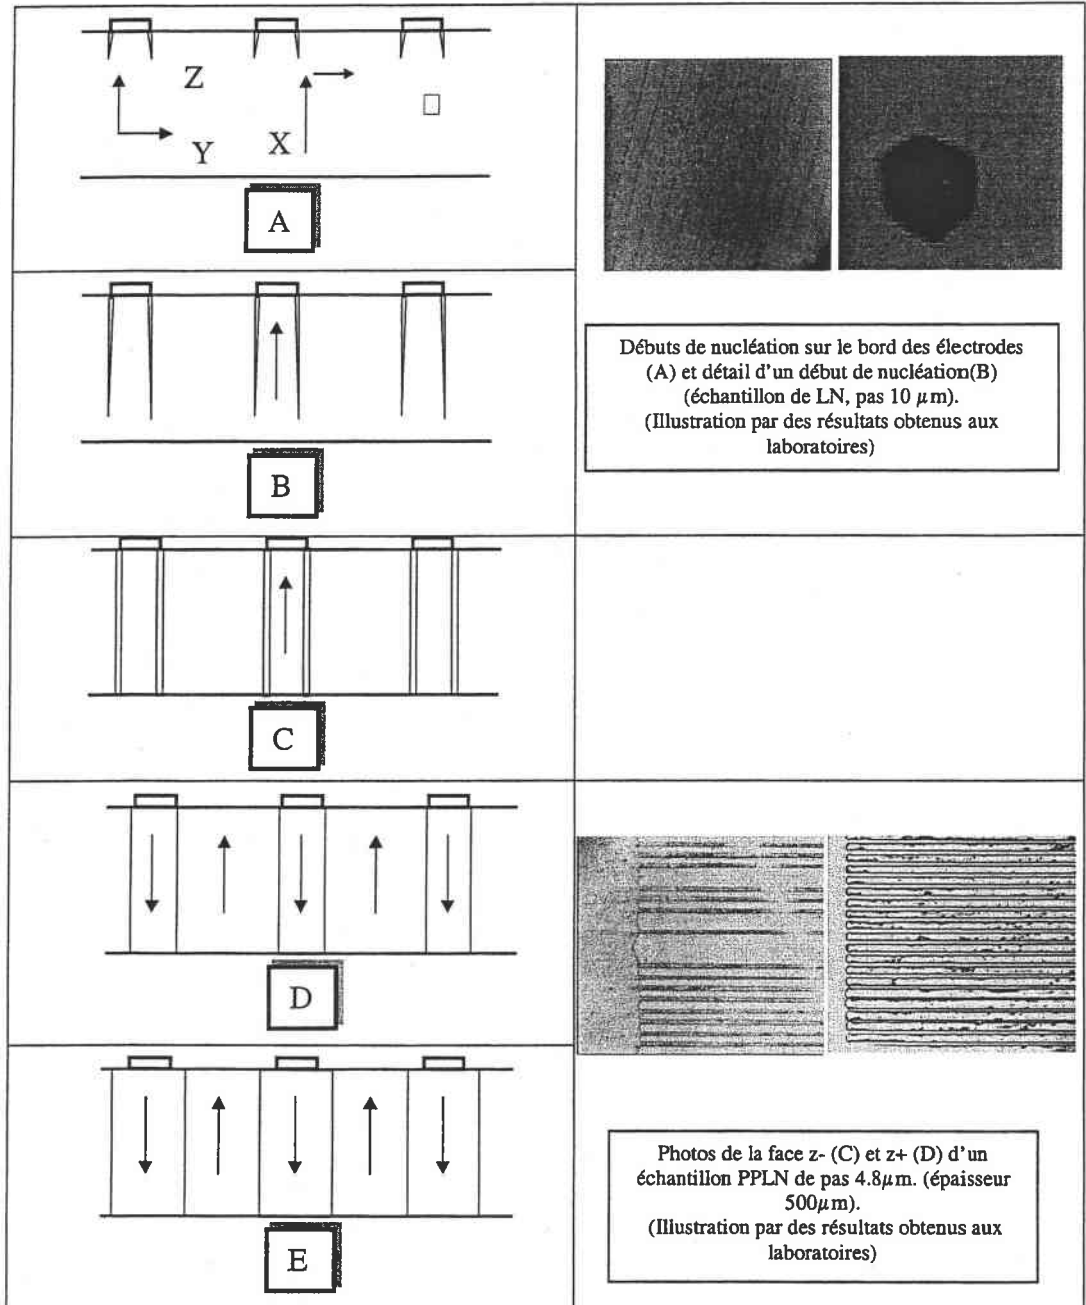 Z
Y
X
A
Débuts de nucléation sur le bord des électrodes
(A) et détail d'un début de nucléation(B)
(échantillon de LN, pas 10 μm).
(Illustration par des résultats obtenus aux
laboratoires)
B
C
D
Photos de la face z- (C) et z+ (D) d'un
échantillon PPLN de pas 4.8μm. (épaisseur
500μm).
(Illustration par des résultats obtenus aux
laboratoires)
E